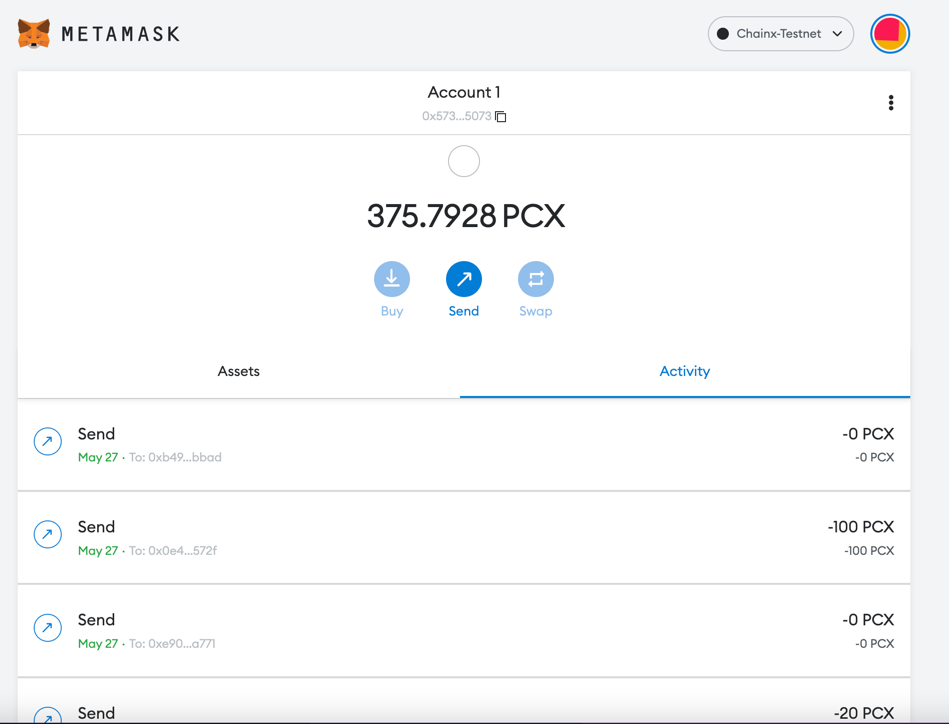 METAMASK
Chainx-Testnet
Account 1
0x573...5073
375.7928 PCX
Buy
Send
Swap
Assets
Activity
Send
-0 PCX
May 27 · To: 0xb49...bbad
-0 PCX
Send
-100 PCX
May 27 · To: 0x0e4...572f
-100 PCX
Send
-0 PCX
May 27 · To: 0xe90...a771
-0 PCX
Send
-20 PCX